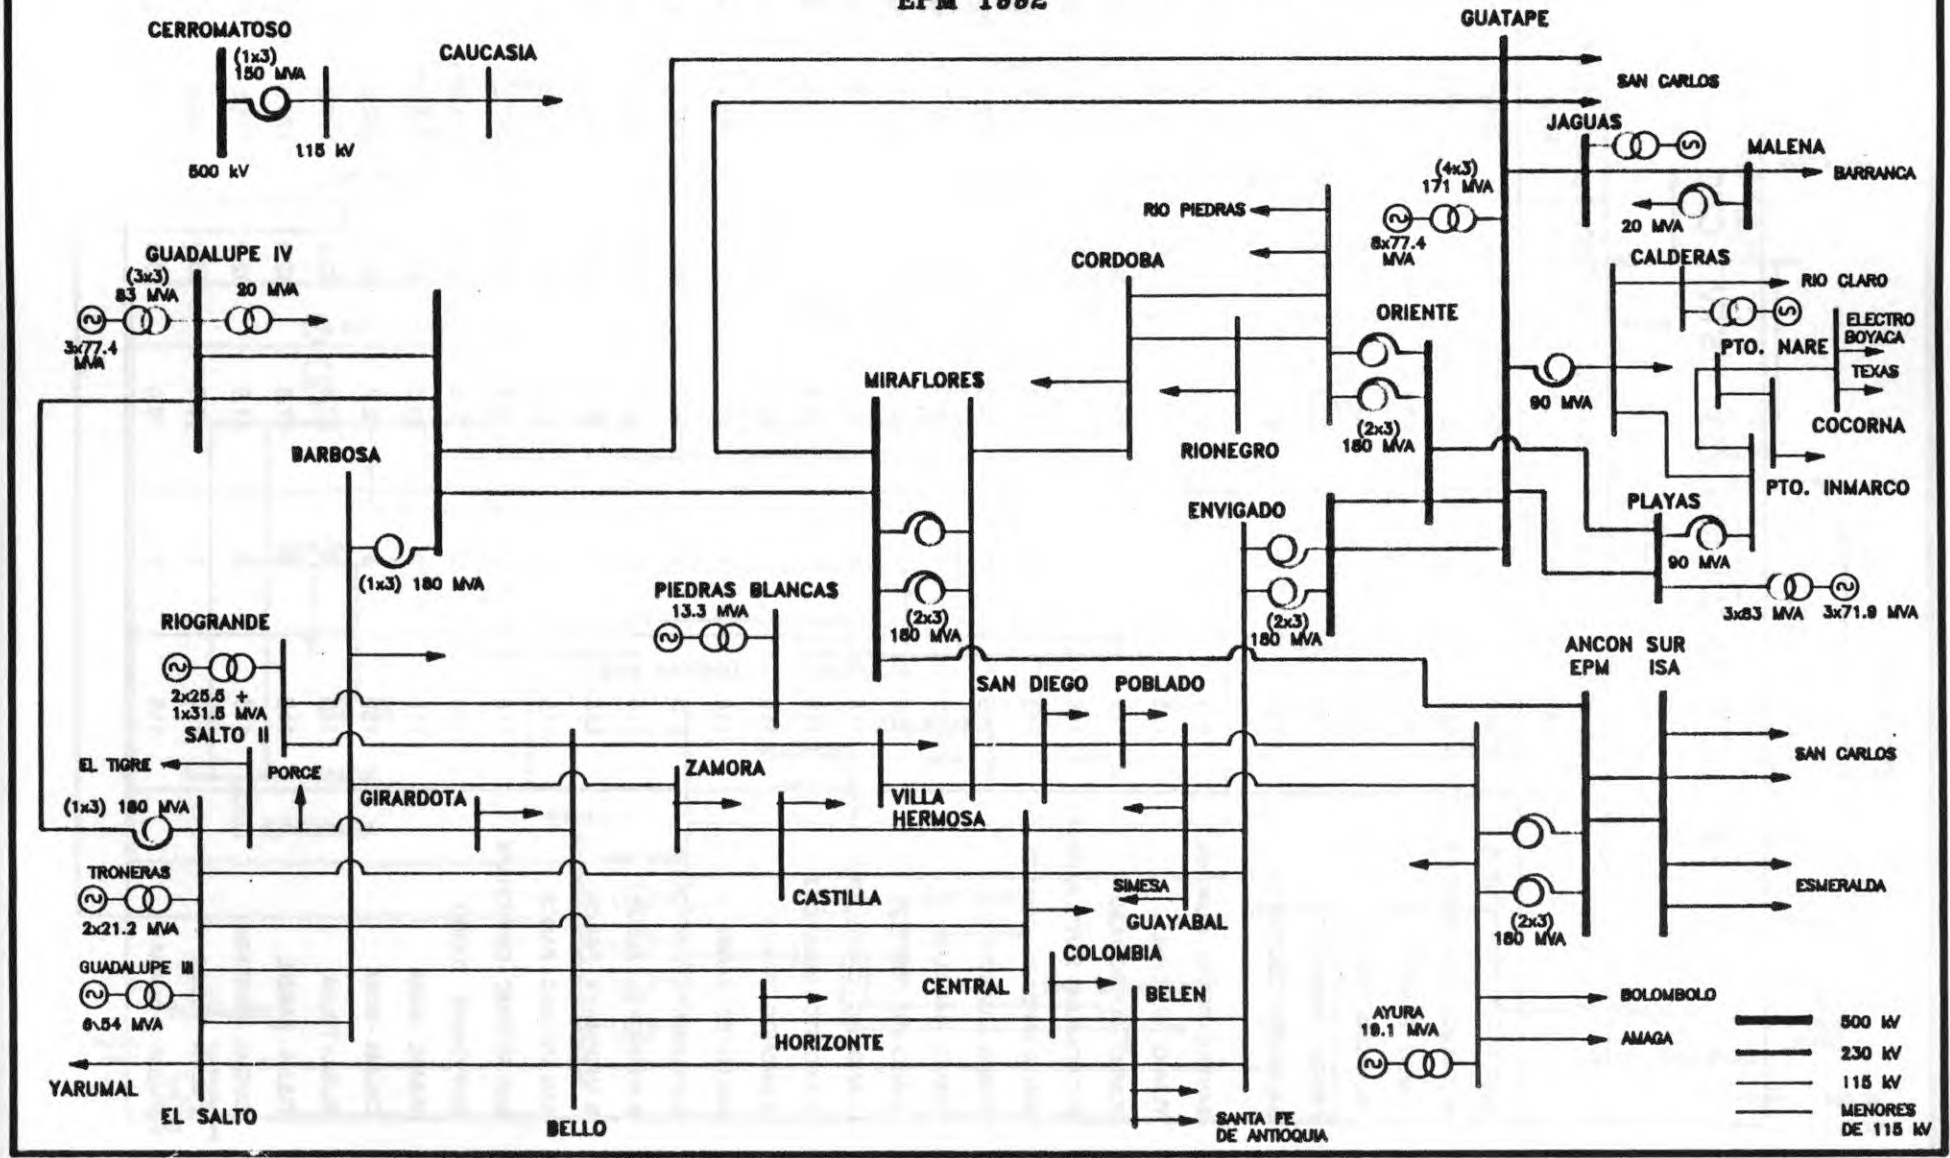 EPM 1992
CERROMATOSO
(1x3)
150 MVA
500 kV
115 kV
CAUCASIA
GUATAPE
SAN CARLOS
JAGUAS
MALENA
BARRANCA
20 MVA
(4x3)
171 MVA
8x77.4
MVA
RIO PIEDRAS
CORDOBA
GUADALUPE IV
(3x3)
83 MVA
20 MVA
3x77.4
MVA
CALDERAS
RIO CLARO
ORIENTE
ELECTRO
BOYACA
PTO. NARE
TEXAS
COCORNA
90 MVA
MIRAFLORES
(2x3)
180 MVA
RIONEGRO
BARBOSA
PTO. INMARCO
PLAYAS
90 MVA
3x83 MVA
3x71.9 MVA
ENVIGADO
(2x3)
180 MVA
(1x3) 180 MVA
PIEDRAS BLANCAS
13.3 MVA
(2x3)
180 MVA
RIOGRANDE
2x25.5 +
1x31.5 MVA
ANCON SUR
EPM ISA
SAN DIEGO
POBLADO
SALTO II
EL TIGRE
PORCE
ZAMORA
SAN CARLOS
(1x3) 180 MVA
GIRARDOTA
VILLA
HERMOSA
TRONERAS
2x21.2 MVA
CASTILLA
SIMESA
GUAYABAL
ESMERALDA
(2x3)
180 MVA
GUADALUPE III
6x54 MVA
COLOMBIA
CENTRAL
BELEN
HORIZONTE
BOLOMBOLO
AYURA
19.1 MVA
AMAGA
500 kV
230 kV
115 kV
MENORES
DE 115 kV
YARUMAL
EL SALTO
BELLO
SANTA FE
DE ANTIOQUIA